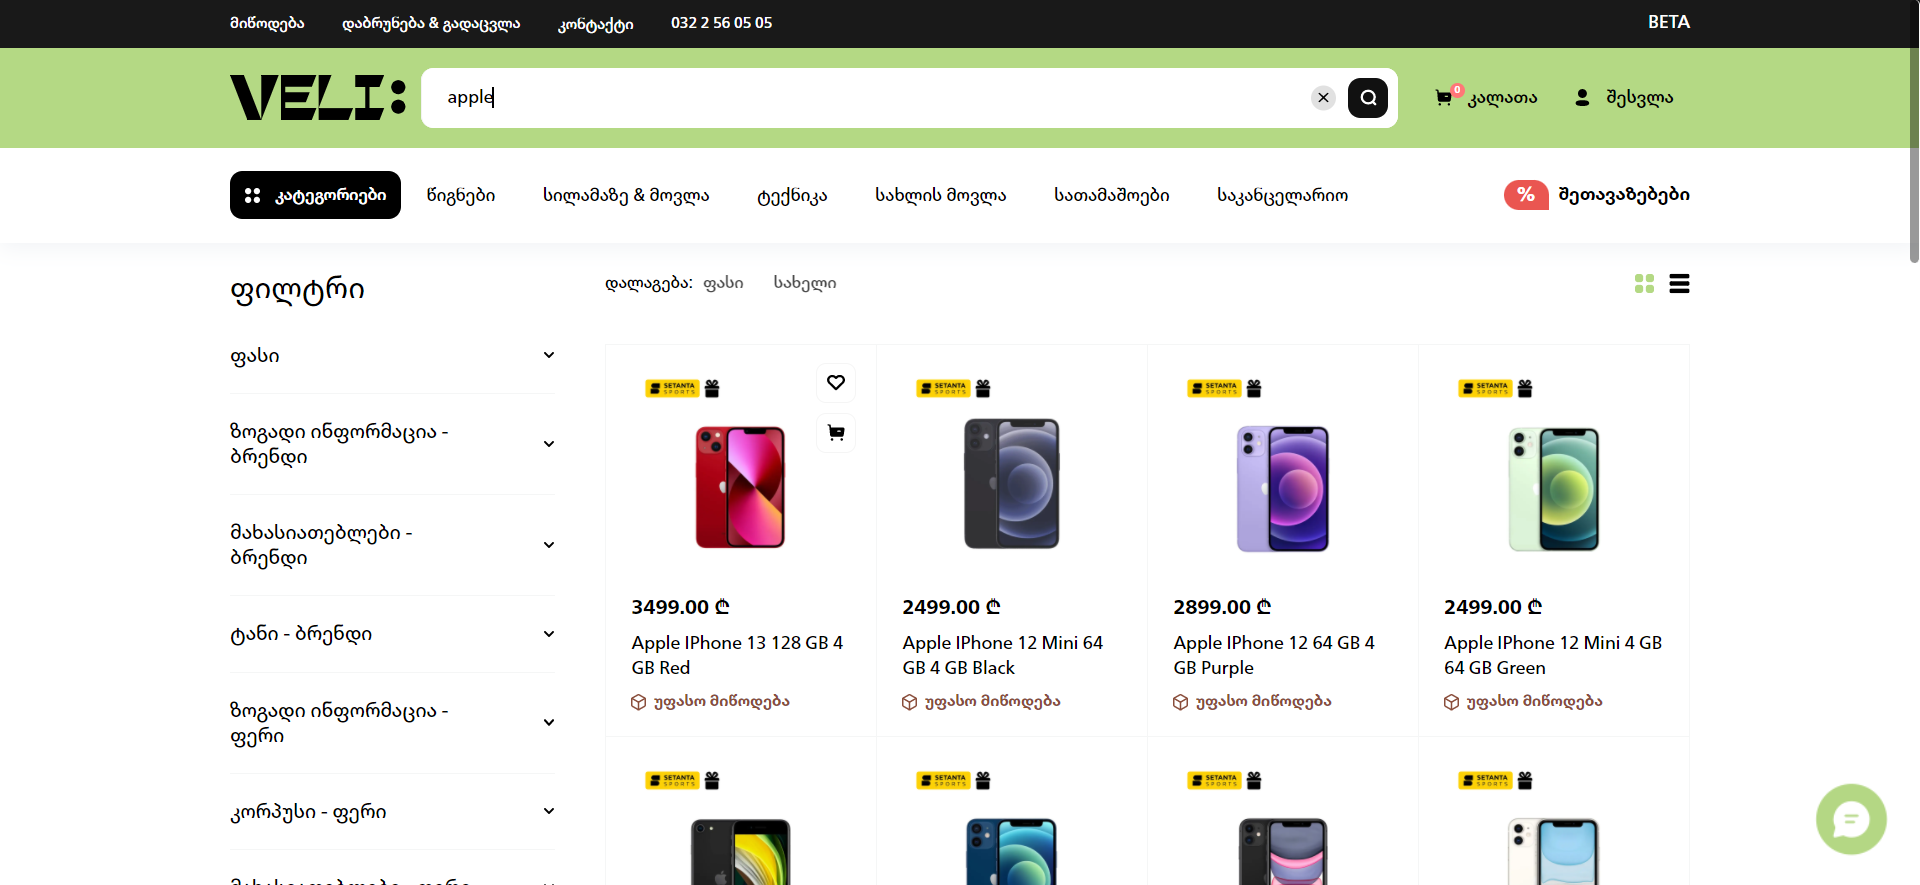 მიწოდება
დაბრუნება & გადაცვლა
კონტაქტი
032 2 56 05 05
BETA
VELI:
apple
0
კალათა
შესვლა
კატეგორიები
წიგნები
სილამაზე & მოვლა
ტექნიკა
სახლის მოვლა
სათამაშოები
საკანცელარიო
%
შეთავაზებები
ფილტრი
დალაგება:
ფასი
სახელი
ფასი
ზოგადი ინფორმაცია -
ბრენდი
მახასიათებლები -
ბრენდი
ტანი - ბრენდი
ზოგადი ინფორმაცია -
ფერი
კორპუსი - ფერი
მახასიათებლები - ფერი
SETANTA
SPORTS
3499.00 ₾
Apple IPhone 13 128 GB 4
GB Red
უფასო მიწოდება
SETANTA
SPORTS
2499.00 ₾
Apple IPhone 12 Mini 64
GB 4 GB Black
უფასო მიწოდება
SETANTA
SPORTS
2899.00 ₾
Apple IPhone 12 64 GB 4
GB Purple
უფასო მიწოდება
SETANTA
SPORTS
2499.00 ₾
Apple IPhone 12 Mini 4 GB
64 GB Green
უფასო მიწოდება
SETANTA
SPORTS
SETANTA
SPORTS
SETANTA
SPORTS
SETANTA
SPORTS